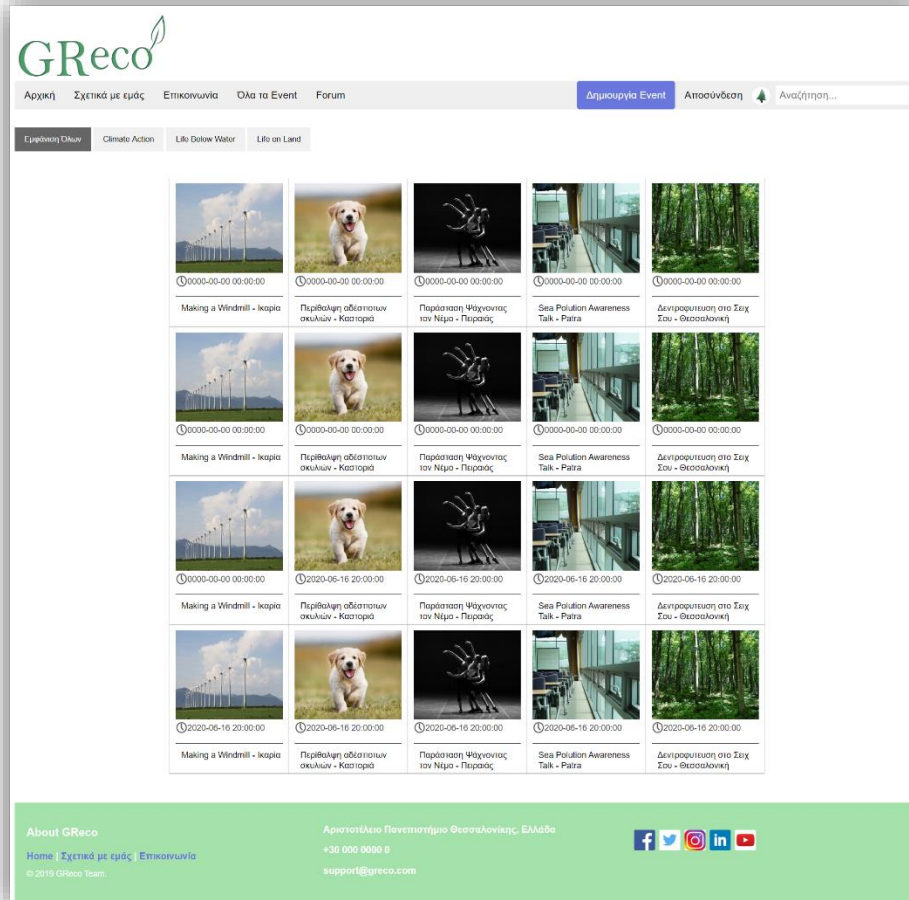 GReco
Αρχική Σχετικά με εμάς Επικοινωνία Όλα τα Event Forum Δημιουργία Event Αποσύνδεση Αναζήτηση...
Εμφάνιση Όλων Climate Action Life Below Water Life on Land
0000-00-00 00:00:00 0000-00-00 00:00:00 0000-00-00 00:00:00 0000-00-00 00:00:00 0000-00-00 00:00:00
Making a Windmill - Ικαρία Περίθαλψη αδέστιοτων Παράσταση Ψάχνοντας Sea Polution Awareness Δεντροφυτευση στο Σειχ
σκυλιών - Καστοριά τον Νέμο - Πειραιάς Talk - Patra Σου - Θεσσαλονική
0000-00-00 00:00:00 0000-00-00 00:00:00 0000-00-00 00:00:00 0000-00-00 00:00:00 0000-00-00 00:00:00
Making a Windmill - Ικαρία Περίθαλψη αδέστιοτων Παράσταση Ψάχνοντας Sea Polution Awareness Δεντροφυτευση στο Σειχ
σκυλιών - Καστοριά τον Νέμο - Πειραιάς Talk - Patra Σου - Θεσσαλονική
0000-00-00 00:00:00 2020-06-16 20:00:00 2020-06-16 20:00:00 2020-06-16 20:00:00 2020-06-16 20:00:00
Making a Windmill - Ικαρία Περίθαλψη αδέστιοτων Παράσταση Ψάχνοντας Sea Polution Awareness Δεντροφυτευση στο Σειχ
σκυλιών - Καστοριά τον Νέμο - Πειραιάς Talk - Patra Σου - Θεσσαλονική
2020-06-16 20:00:00 2020-06-16 20:00:00 2020-06-16 20:00:00 2020-06-16 20:00:00 2020-06-16 20:00:00
Making a Windmill - Ικαρία Περίθαλψη αδέστιοτων Παράσταση Ψάχνοντας Sea Polution Awareness Δεντροφυτευση στο Σειχ
σκυλιών - Καστοριά τον Νέμο - Πειραιάς Talk - Patra Σου - Θεσσαλονική
About GReco
Home | Σχετικά με εμάς | Επικοινωνία
© 2019 GReco Team.
Αριστοτέλειο Πανεπιστήμιο Θεσσαλονίκης, Ελλάδα
+30 000 0000 0
support@greco.com